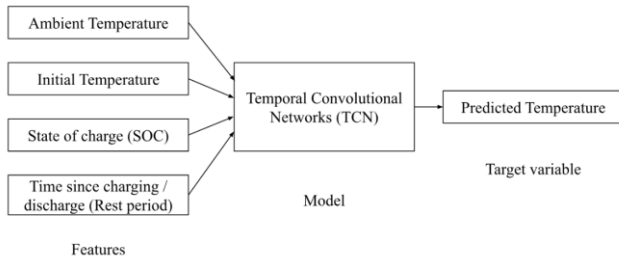 Ambient Temperature
Initial Temperature
State of charge (SOC)
Time since charging /
discharge (Rest period)
Features
Temporal Convolutional
Networks (TCN)
Model
Predicted Temperature
Target variable